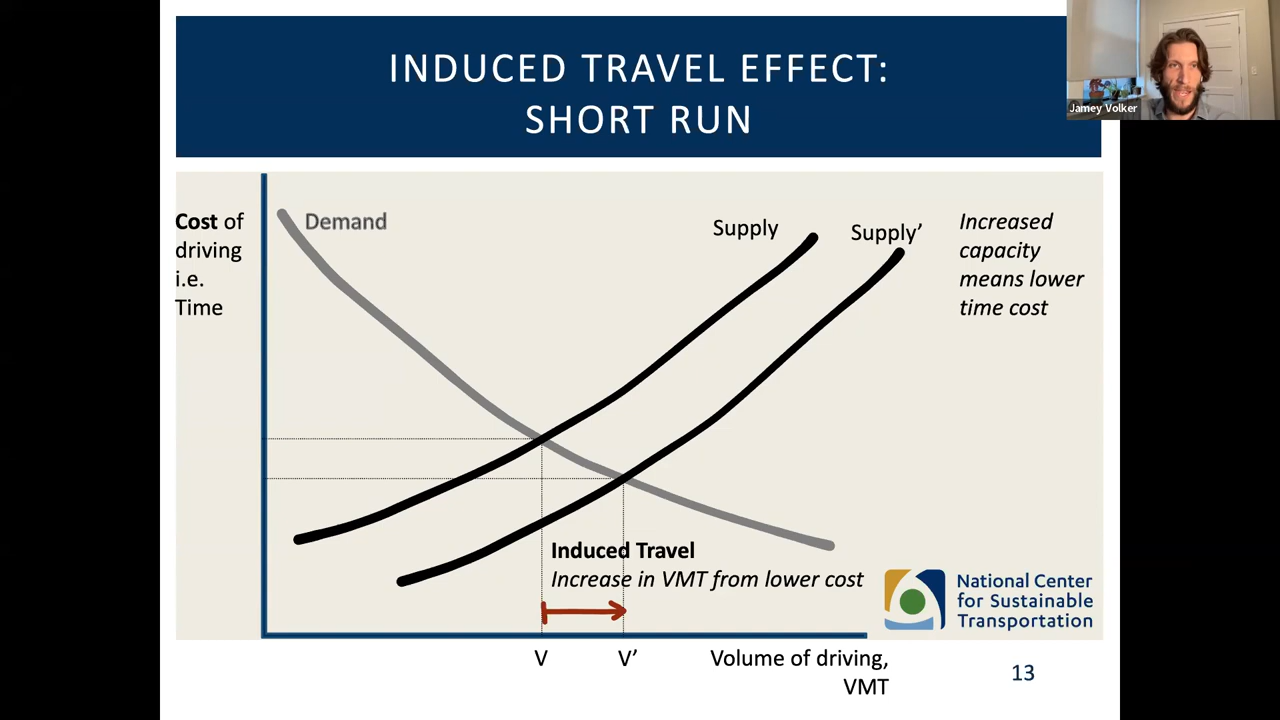 INDUCED TRAVEL EFFECT:
SHORT RUN
Jamey Volker
Cost of
driving
i.e.
Time
Demand
Supply
Supply’
Increased
capacity
means lower
time cost
Induced Travel
Increase in VMT from lower cost
National Center
for Sustainable
Transportation
V
V’
Volume of driving,
VMT
13